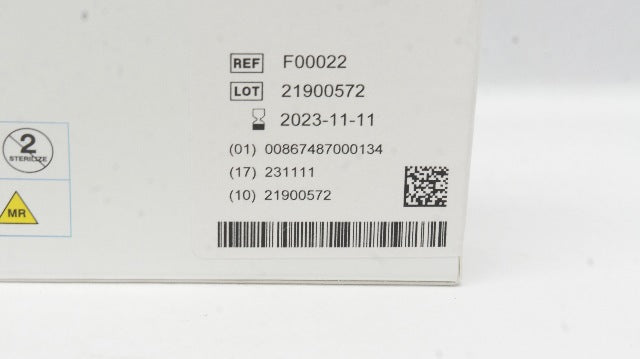 REF F00022
LOT 21900572
2023-11-11
(01) 00867487000134
(17) 231111
(10) 21900572
2
STERILIZE
MR